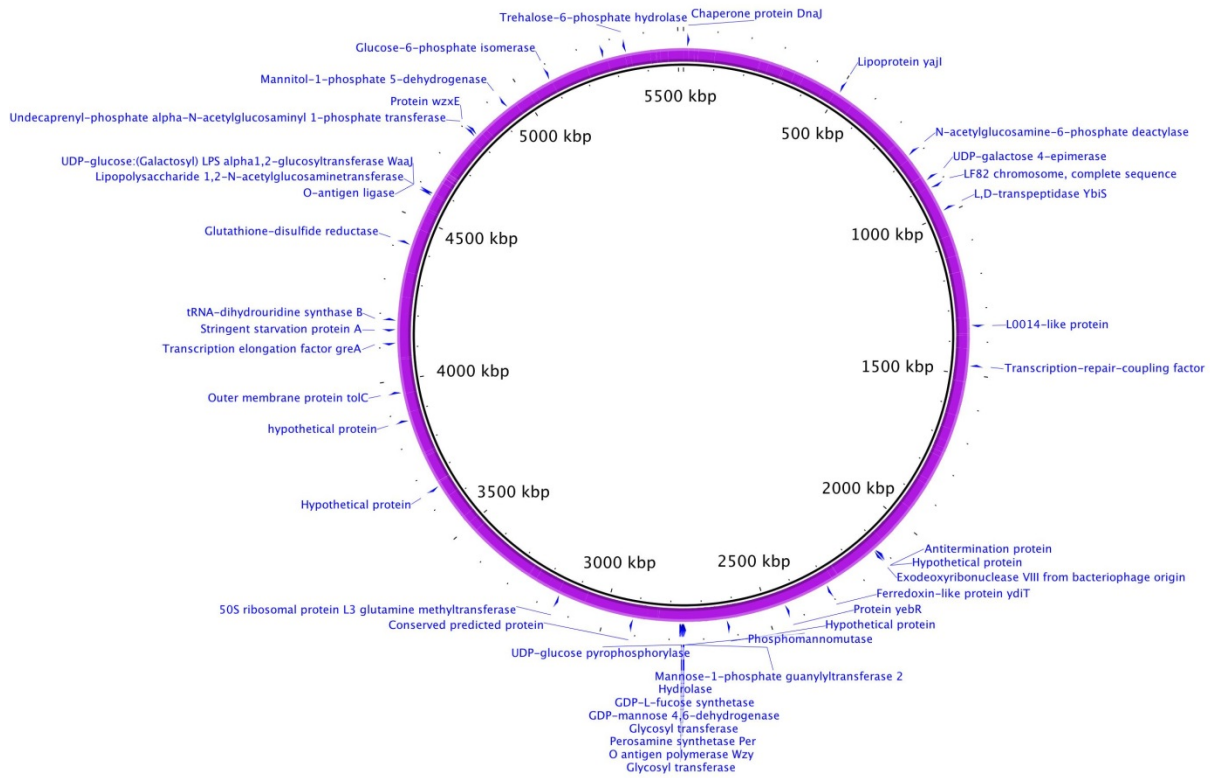 Trehalose-6-phosphate hydrolase
Chaperone protein DnaJ
Glucose-6-phosphate isomerase
Lipoprotein yajI
Mannitol-1-phosphate 5-dehydrogenase
5500 kbp
Protein wzxE
Undecaprenyl-phosphate alpha-N-acetylglucosaminyl 1-phosphate transferase
5000 kbp
500 kbp
N-acetylglucosamine-6-phosphate deactylase
UDP-glucose:(Galactosyl) LPS alpha1,2-glucosyltransferase WaaJ
UDP-galactose 4-epimerase
Lipopolysaccharide 1,2-N-acetylglucosaminetransferase
LF82 chromosome, complete sequence
O-antigen ligase
L,D-transpeptidase YbiS
Glutathione-disulfide reductase
4500 kbp
1000 kbp
tRNA-dihydrouridine synthase B
Stringent starvation protein A
L0014-like protein
Transcription elongation factor greA
4000 kbp
1500 kbp
Transcription-repair-coupling factor
Outer membrane protein tolC
hypothetical protein
3500 kbp
2000 kbp
Hypothetical protein
3000 kbp
2500 kbp
Antitermination protein
Hypothetical protein
Exodeoxyribonuclease VIII from bacteriophage origin
Ferredoxin-like protein ydiT
50S ribosomal protein L3 glutamine methyltransferase
Protein yebR
Conserved predicted protein
Hypothetical protein
Phosphomannomutase
UDP-glucose pyrophosphorylase
Mannose-1-phosphate guanylyltransferase 2
Hydrolase
GDP-L-fucose synthetase
GDP-mannose 4,6-dehydrogenase
Glycosyl transferase
Perosamine synthetase Per
O antigen polymerase Wzy
Glycosyl transferase